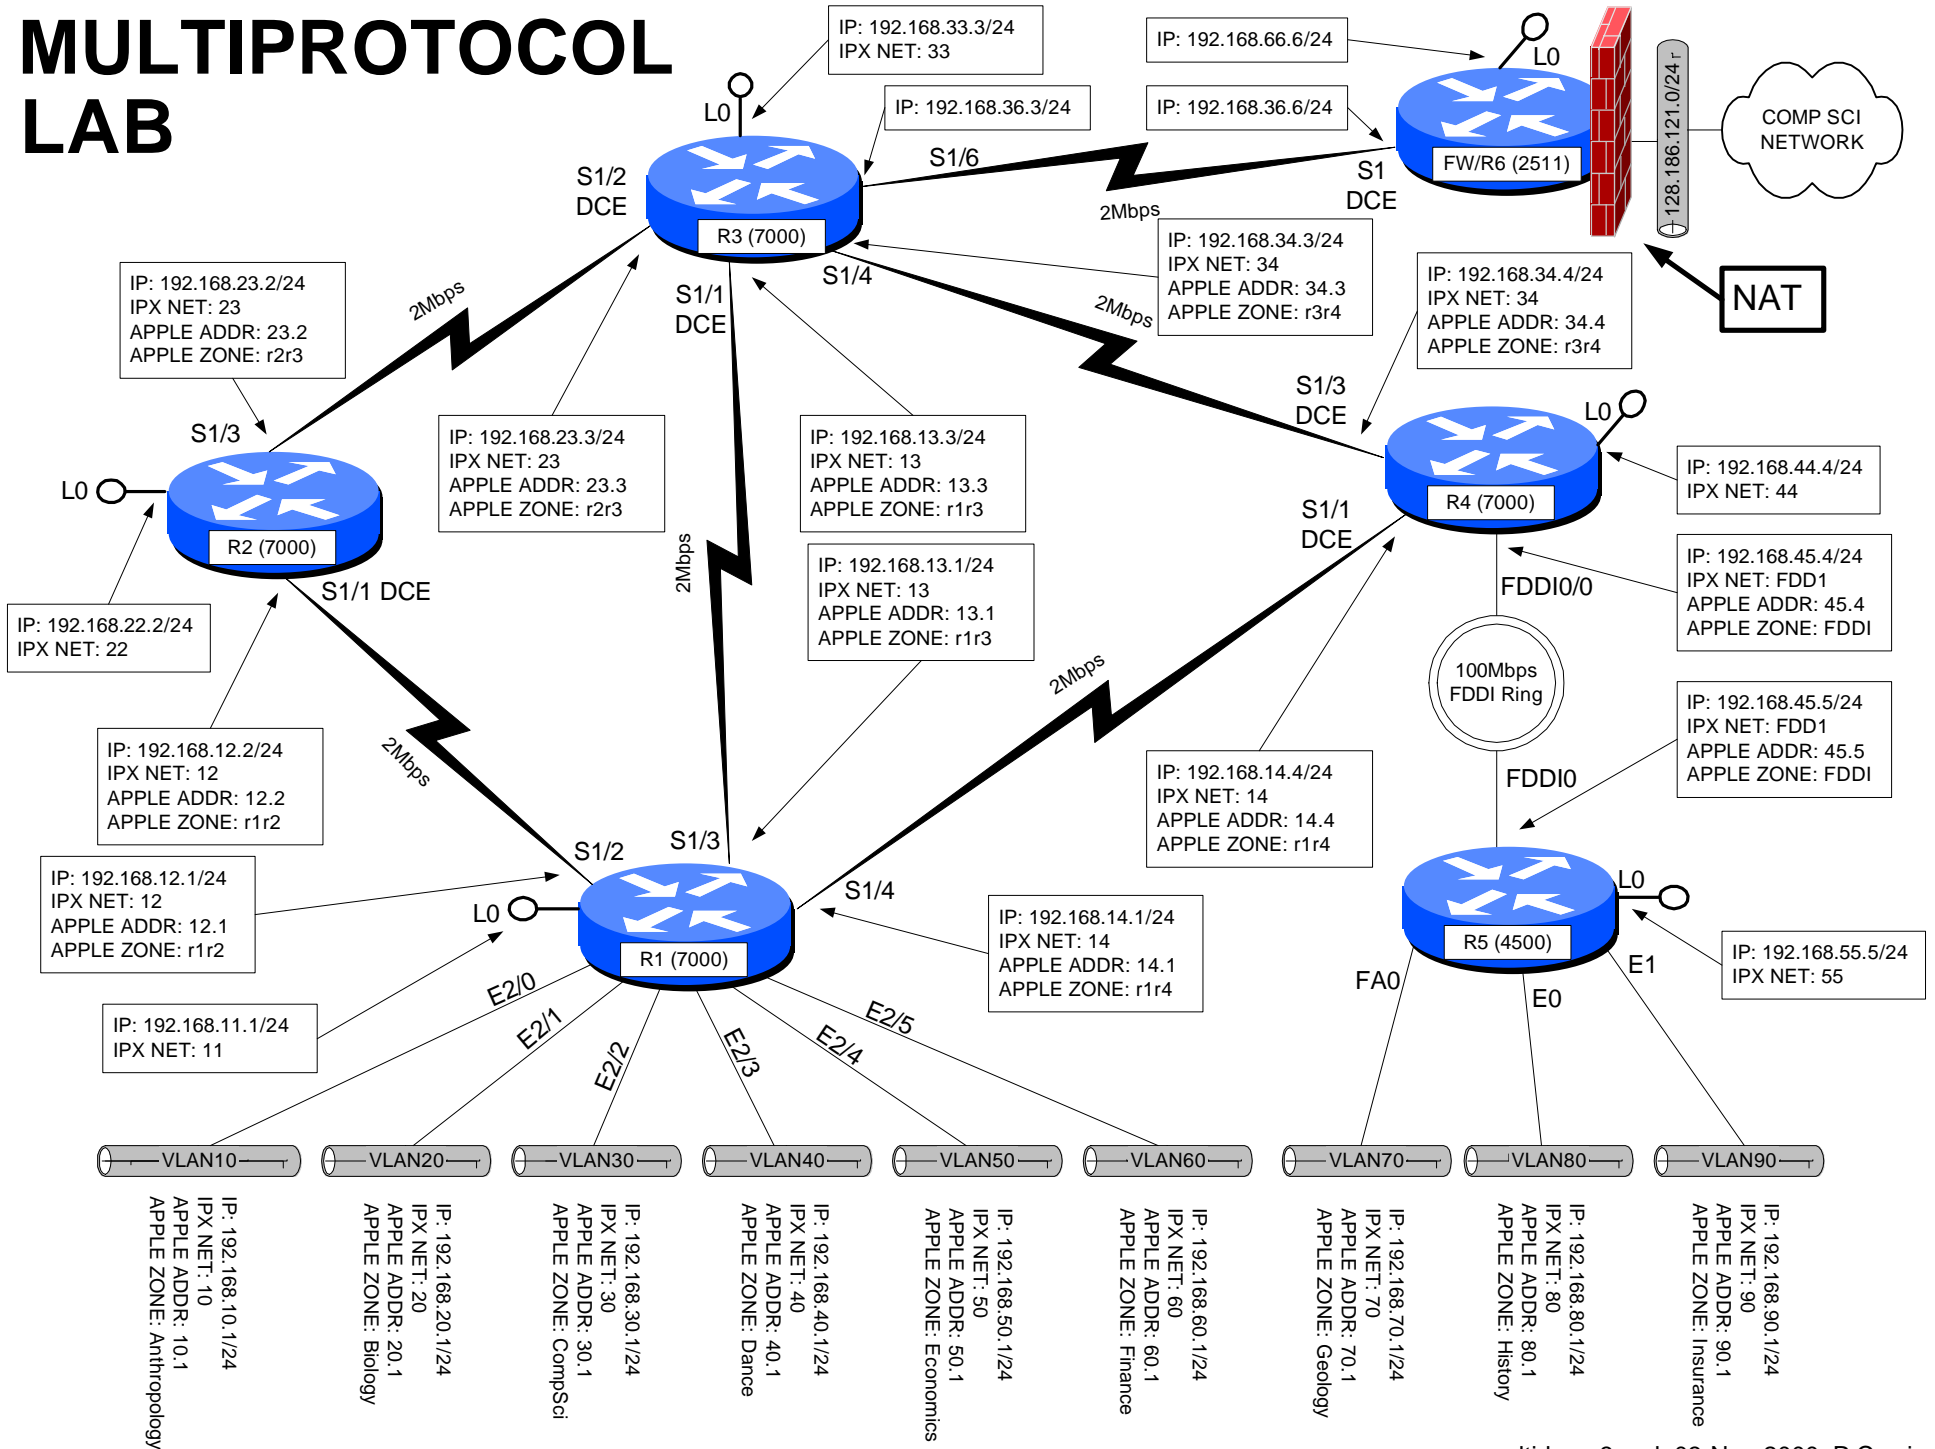 MULTIPROTOCOL
LAB
IP: 192.168.33.3/24
IPX NET: 33
L0
IP: 192.168.36.3/24
IP: 192.168.66.6/24
IP: 192.168.36.6/24
L0
FW/R6 (2511)
128.186.121.0/24
COMP SCI
NETWORK
NAT
S1/2
DCE
S1/6
S1
DCE
2Mbps
R3 (7000)
S1/4
S1/1
DCE
IP: 192.168.34.3/24
IPX NET: 34
APPLE ADDR: 34.3
APPLE ZONE: r3r4
IP: 192.168.34.4/24
IPX NET: 34
APPLE ADDR: 34.4
APPLE ZONE: r3r4
IP: 192.168.23.2/24
IPX NET: 23
APPLE ADDR: 23.2
APPLE ZONE: r2r3
2Mbps
2Mbps
S1/3
DCE
L0
S1/3
L0
R2 (7000)
S1/1 DCE
IP: 192.168.23.3/24
IPX NET: 23
APPLE ADDR: 23.3
APPLE ZONE: r2r3
IP: 192.168.13.3/24
IPX NET: 13
APPLE ADDR: 13.3
APPLE ZONE: r1r3
R4 (7000)
S1/1
DCE
IP: 192.168.44.4/24
IPX NET: 44
2Mbps
IP: 192.168.13.1/24
IPX NET: 13
APPLE ADDR: 13.1
APPLE ZONE: r1r3
FDDI0/0
IP: 192.168.45.4/24
IPX NET: FDD1
APPLE ADDR: 45.4
APPLE ZONE: FDDI
IP: 192.168.22.2/24
IPX NET: 22
2Mbps
100Mbps
FDDI Ring
IP: 192.168.45.5/24
IPX NET: FDD1
APPLE ADDR: 45.5
APPLE ZONE: FDDI
IP: 192.168.12.2/24
IPX NET: 12
APPLE ADDR: 12.2
APPLE ZONE: r1r2
2Mbps
IP: 192.168.14.4/24
IPX NET: 14
APPLE ADDR: 14.4
APPLE ZONE: r1r4
FDDI0
S1/2
S1/3
S1/4
IP: 192.168.12.1/24
IPX NET: 12
APPLE ADDR: 12.1
APPLE ZONE: r1r2
L0
R1 (7000)
IP: 192.168.14.1/24
IPX NET: 14
APPLE ADDR: 14.1
APPLE ZONE: r1r4
L0
R5 (4500)
IP: 192.168.55.5/24
IPX NET: 55
IP: 192.168.11.1/24
IPX NET: 11
E2/0
E2/1
E2/2
E2/3
E2/4
E2/5
FA0
E0
E1
VLAN10
VLAN20
VLAN30
VLAN40
VLAN50
VLAN60
VLAN70
VLAN80
VLAN90
IP: 192.168.10.1/24
IPX NET: 10
APPLE ADDR: 10.1
APPLE ZONE: Anthropology
IP: 192.168.20.1/24
IPX NET: 20
APPLE ADDR: 20.1
APPLE ZONE: Biology
IP: 192.168.30.1/24
IPX NET: 30
APPLE ADDR: 30.1
APPLE ZONE: CompSci
IP: 192.168.40.1/24
IPX NET: 40
APPLE ADDR: 40.1
APPLE ZONE: Dance
IP: 192.168.50.1/24
IPX NET: 50
APPLE ADDR: 50.1
APPLE ZONE: Economics
IP: 192.168.60.1/24
IPX NET: 60
APPLE ADDR: 60.1
APPLE ZONE: Finance
IP: 192.168.70.1/24
IPX NET: 70
APPLE ADDR: 70.1
APPLE ZONE: Geology
IP: 192.168.80.1/24
IPX NET: 80
APPLE ADDR: 80.1
APPLE ZONE: History
IP: 192.168.90.1/24
IPX NET: 90
APPLE ADDR: 90.1
APPLE ZONE: Insurance